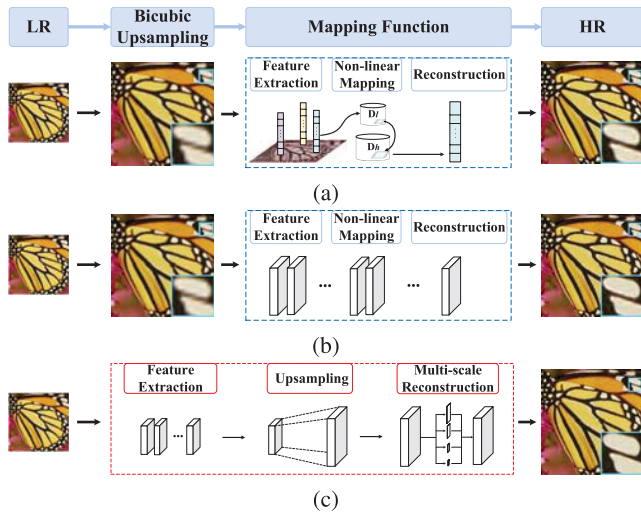 LR
Bicubic
Upsampling
Mapping Function
HR
Feature
Extraction
Non-linear
Mapping
Reconstruction
Dl
Dh
(a)
Feature
Extraction
Non-linear
Mapping
Reconstruction
... ...
(b)
Feature
Extraction
Upsampling
Multi-scale
Reconstruction
...
(c)